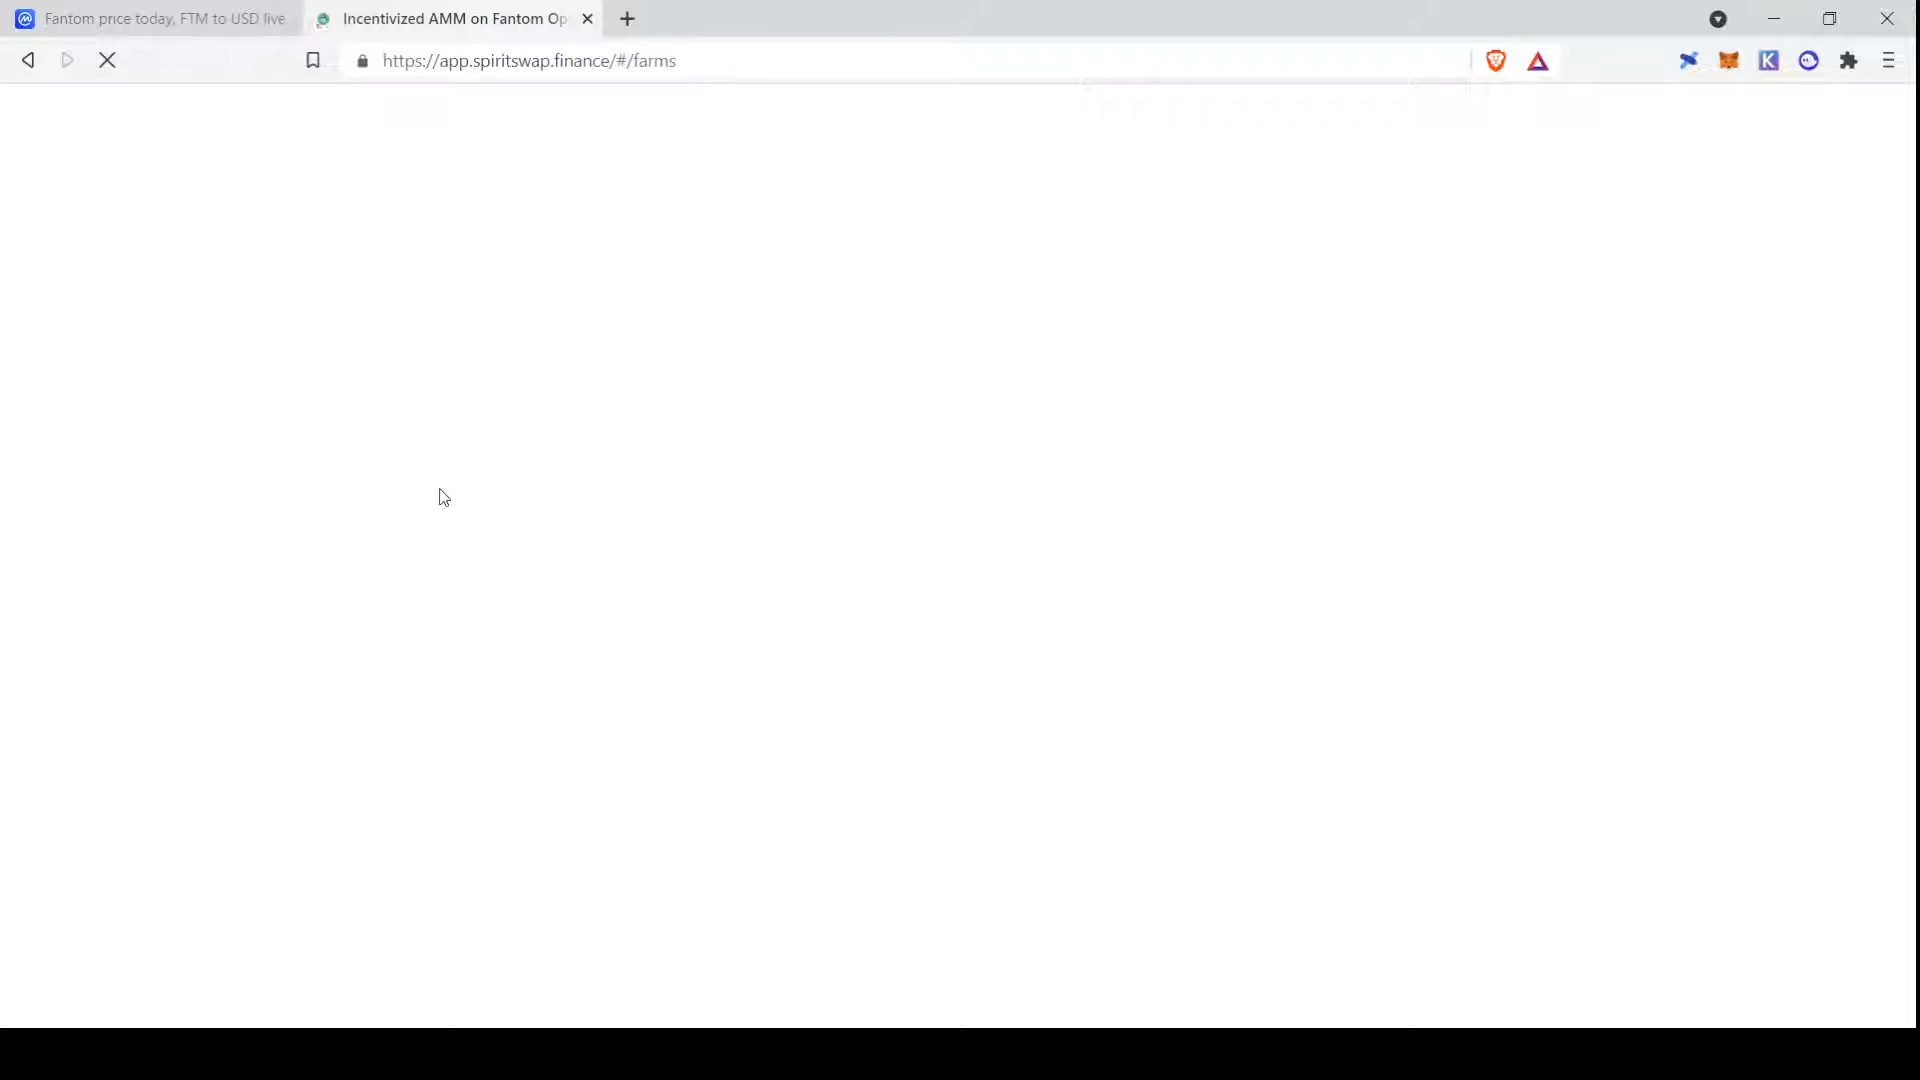 Fantom price today, FTM to USD live
Incentivized AMM on Fantom Op
https://app.spiritswap.finance/#/farms
K